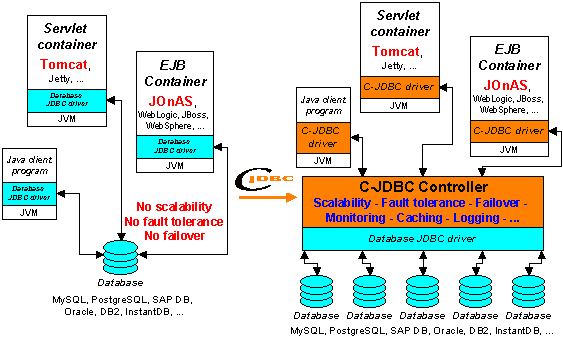 Servlet
container
Tomcat,
Jetty, ...
Database
JDBC driver
JVM
EJB
Container
JOnAS,
WebLogic, JBoss,
WebSphere, ...
Database
JDBC driver
JVM
Java client
program
Database
JDBC driver
JVM
No scalability
No fault tolerance
No failover
Database
MySQL, PostgreSQL, SAP DB,
Oracle, DB2, InstantDB, ...
C-JDBC
Servlet
container
Tomcat,
Jetty, ...
C-JDBC driver
JVM
EJB
Container
JOnAS,
WebLogic, JBoss,
WebSphere, ...
C-JDBC driver
JVM
Java client
program
C-JDBC
driver
JVM
C-JDBC Controller
Scalability - Fault tolerance - Failover -
Monitoring - Caching - Logging - ...
Database JDBC driver
Database Database Database Database Database
MySQL, PostgreSQL, SAP DB, Oracle, DB2, InstantDB, ...